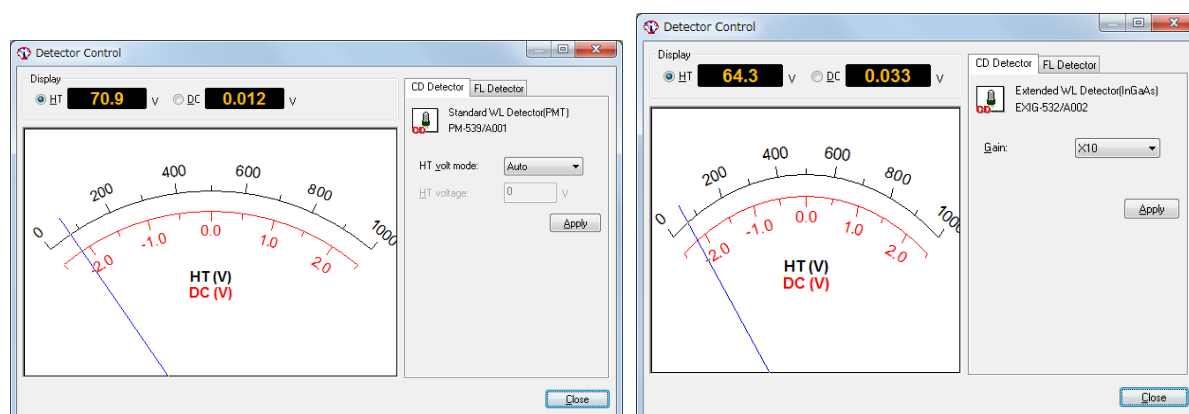 Detector Control
Display
HT 70.9 V DC 0.012 V
0 200 400 600 800 1000
-2.0 -1.0 0.0 1.0 2.0
HT (V)
DC (V)
CD Detector FL Detector
CD
Standard WL Detector(PMT)
PM-539/A001
HT volt mode: Auto
HT voltage: 0 V
Apply
Close
Detector Control
Display
HT 64.3 V DC 0.033 V
0 200 400 600 800 1000
-2.0 -1.0 0.0 1.0 2.0
HT (V)
DC (V)
CD Detector FL Detector
CD
Extended WL Detector(InGaAs)
EXIG-532/A002
Gain: X10
Apply
Close